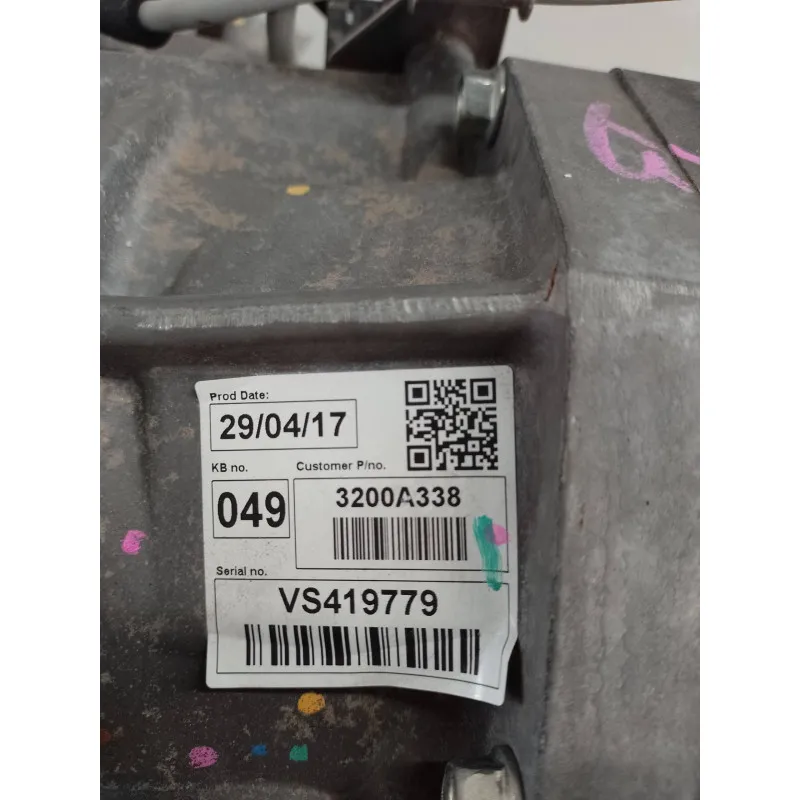 Prod Date:
29/04/17
KB no.
049
Customer P/no.
3200A338
Serial no.
VS419779